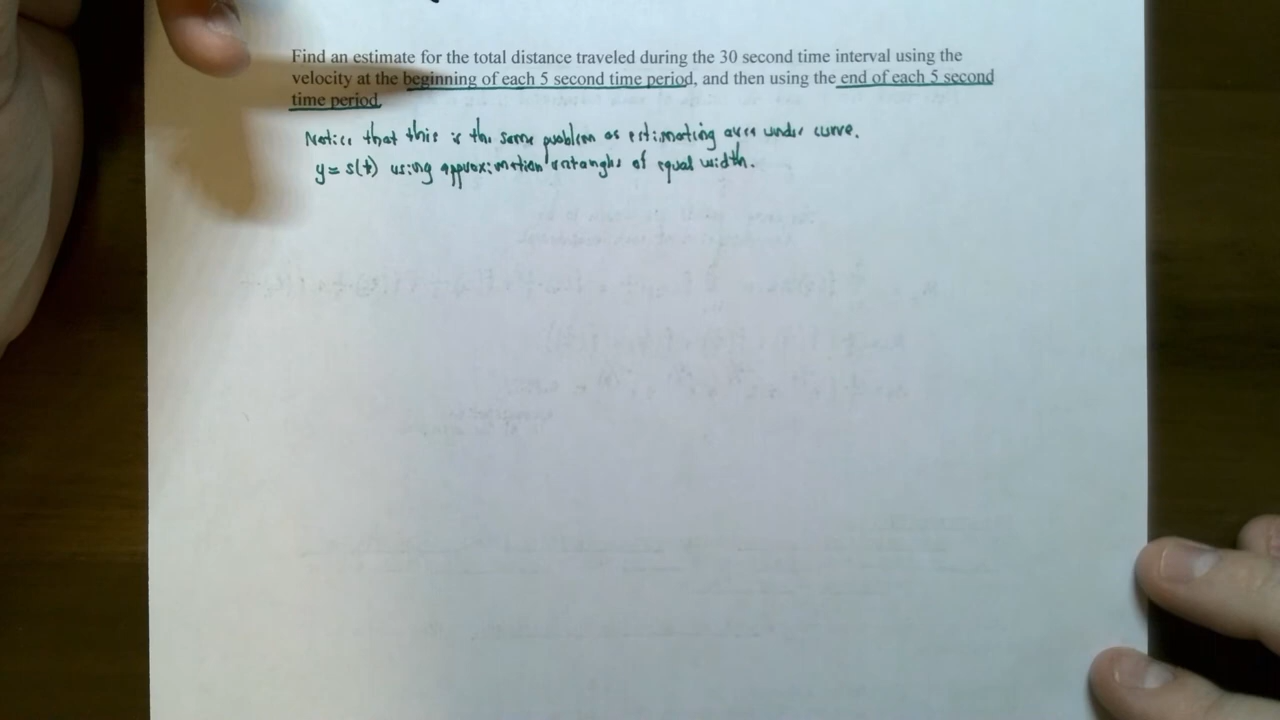 Find an estimate for the total distance traveled during the 30 second time interval using the
velocity at the beginning of each 5 second time period, and then using the end of each 5 second
time period.
Notice that this is the same problem as estimating area under curve.
y = s(t) using approximation rectangles of equal width.